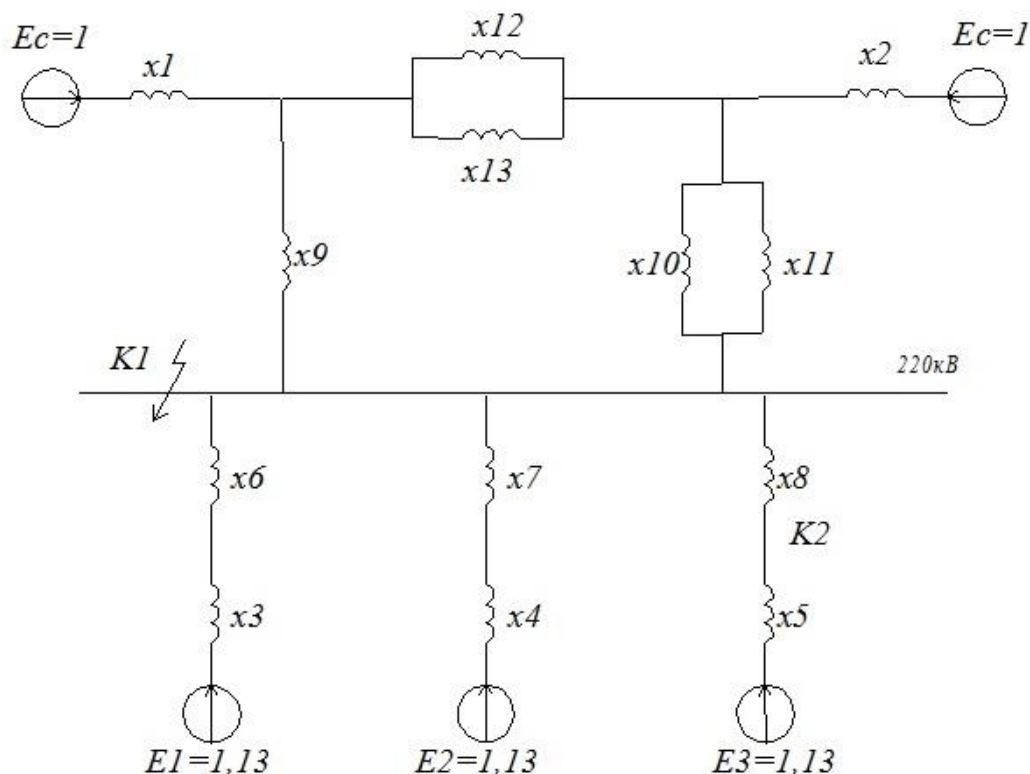 x12
Ec=1
Ec=1
x1
x2
x13
x9
x10
x11
K1
220кВ
x6
x7
x8
K2
x3
x4
x5
E1=1,13
E2=1,13
E3=1,13